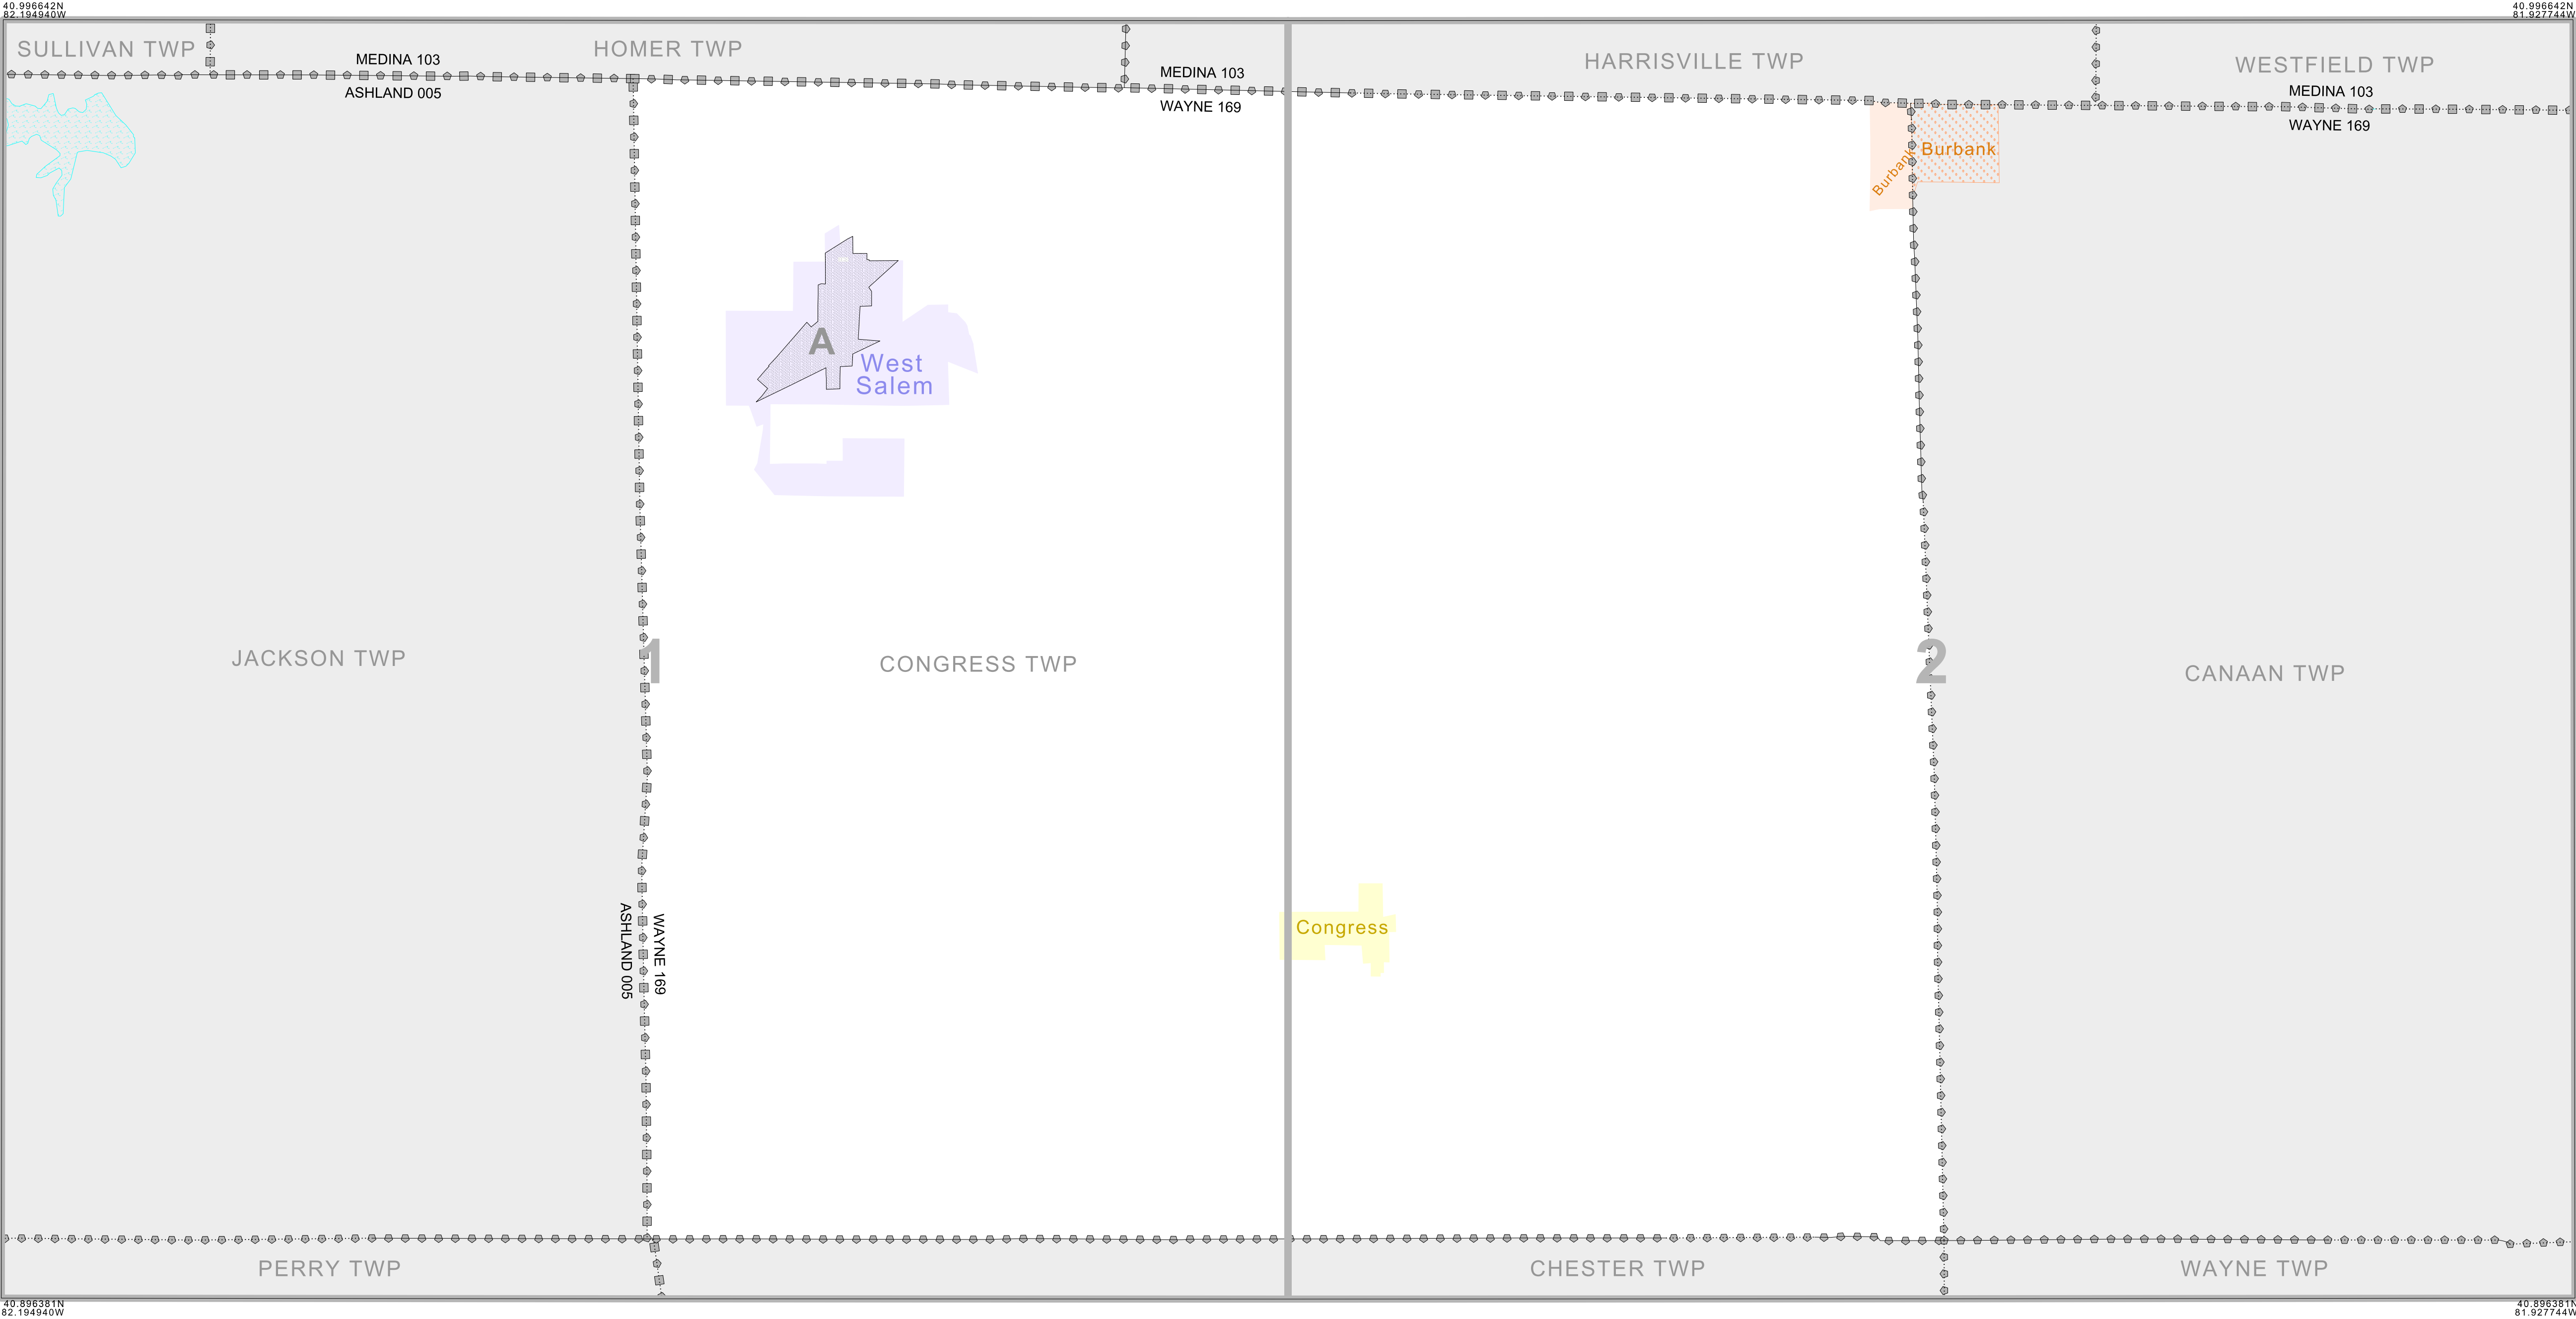 40.996642N
82.194940W
40.996642N
81.927744W
SULLIVAN TWP
HOMER TWP
HARRISVILLE TWP
WESTFIELD TWP
MEDINA 103
ASHLAND 005
MEDINA 103
WAYNE 169
MEDINA 103
WAYNE 169
Burbank
Burbank
A
West
Salem
JACKSON TWP
1
CONGRESS TWP
2
CANAAN TWP
ASHLAND 005
WAYNE 169
Congress
PERRY TWP
CHESTER TWP
WAYNE TWP
40.896381N
82.194940W
40.896381N
81.927744W